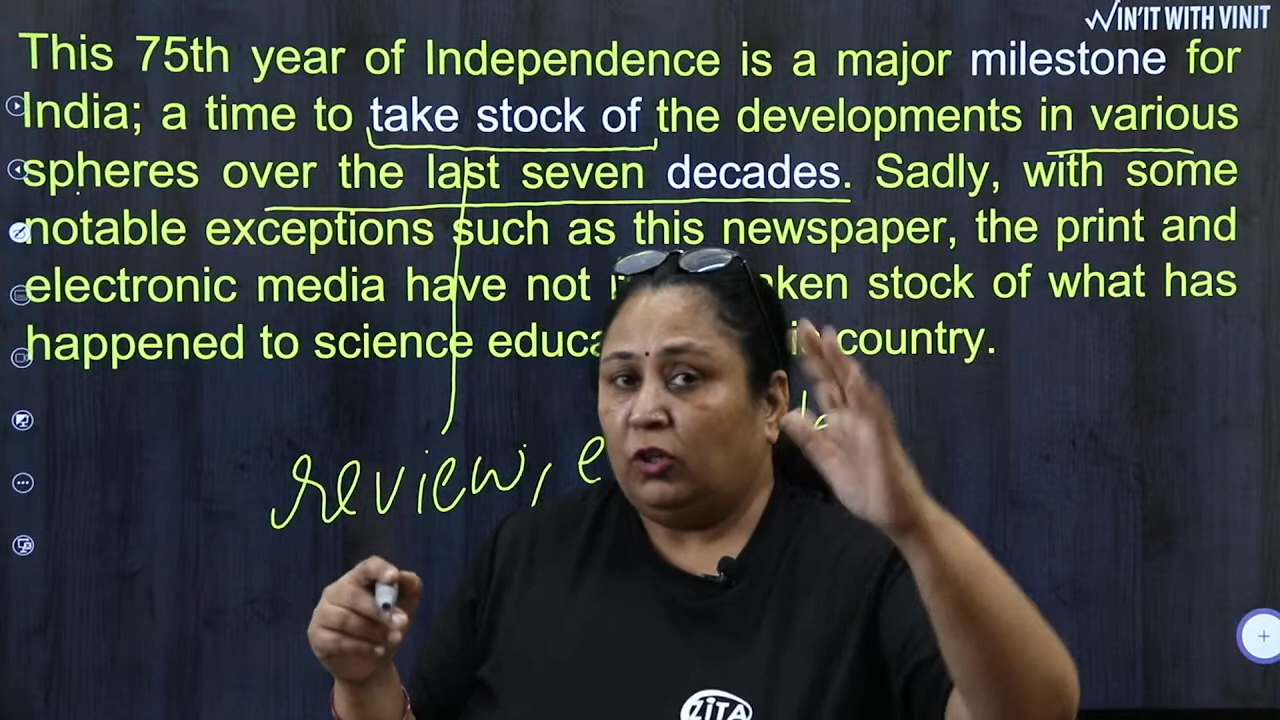 WIN'IT WITH VINIT
This 75th year of Independence is a major milestone for
India; a time to take stock of the developments in various
spheres over the last seven decades. Sadly, with some
notable exceptions such as this newspaper, the print and
electronic media have not stock of what has
happened to science country.
review,
ZITA